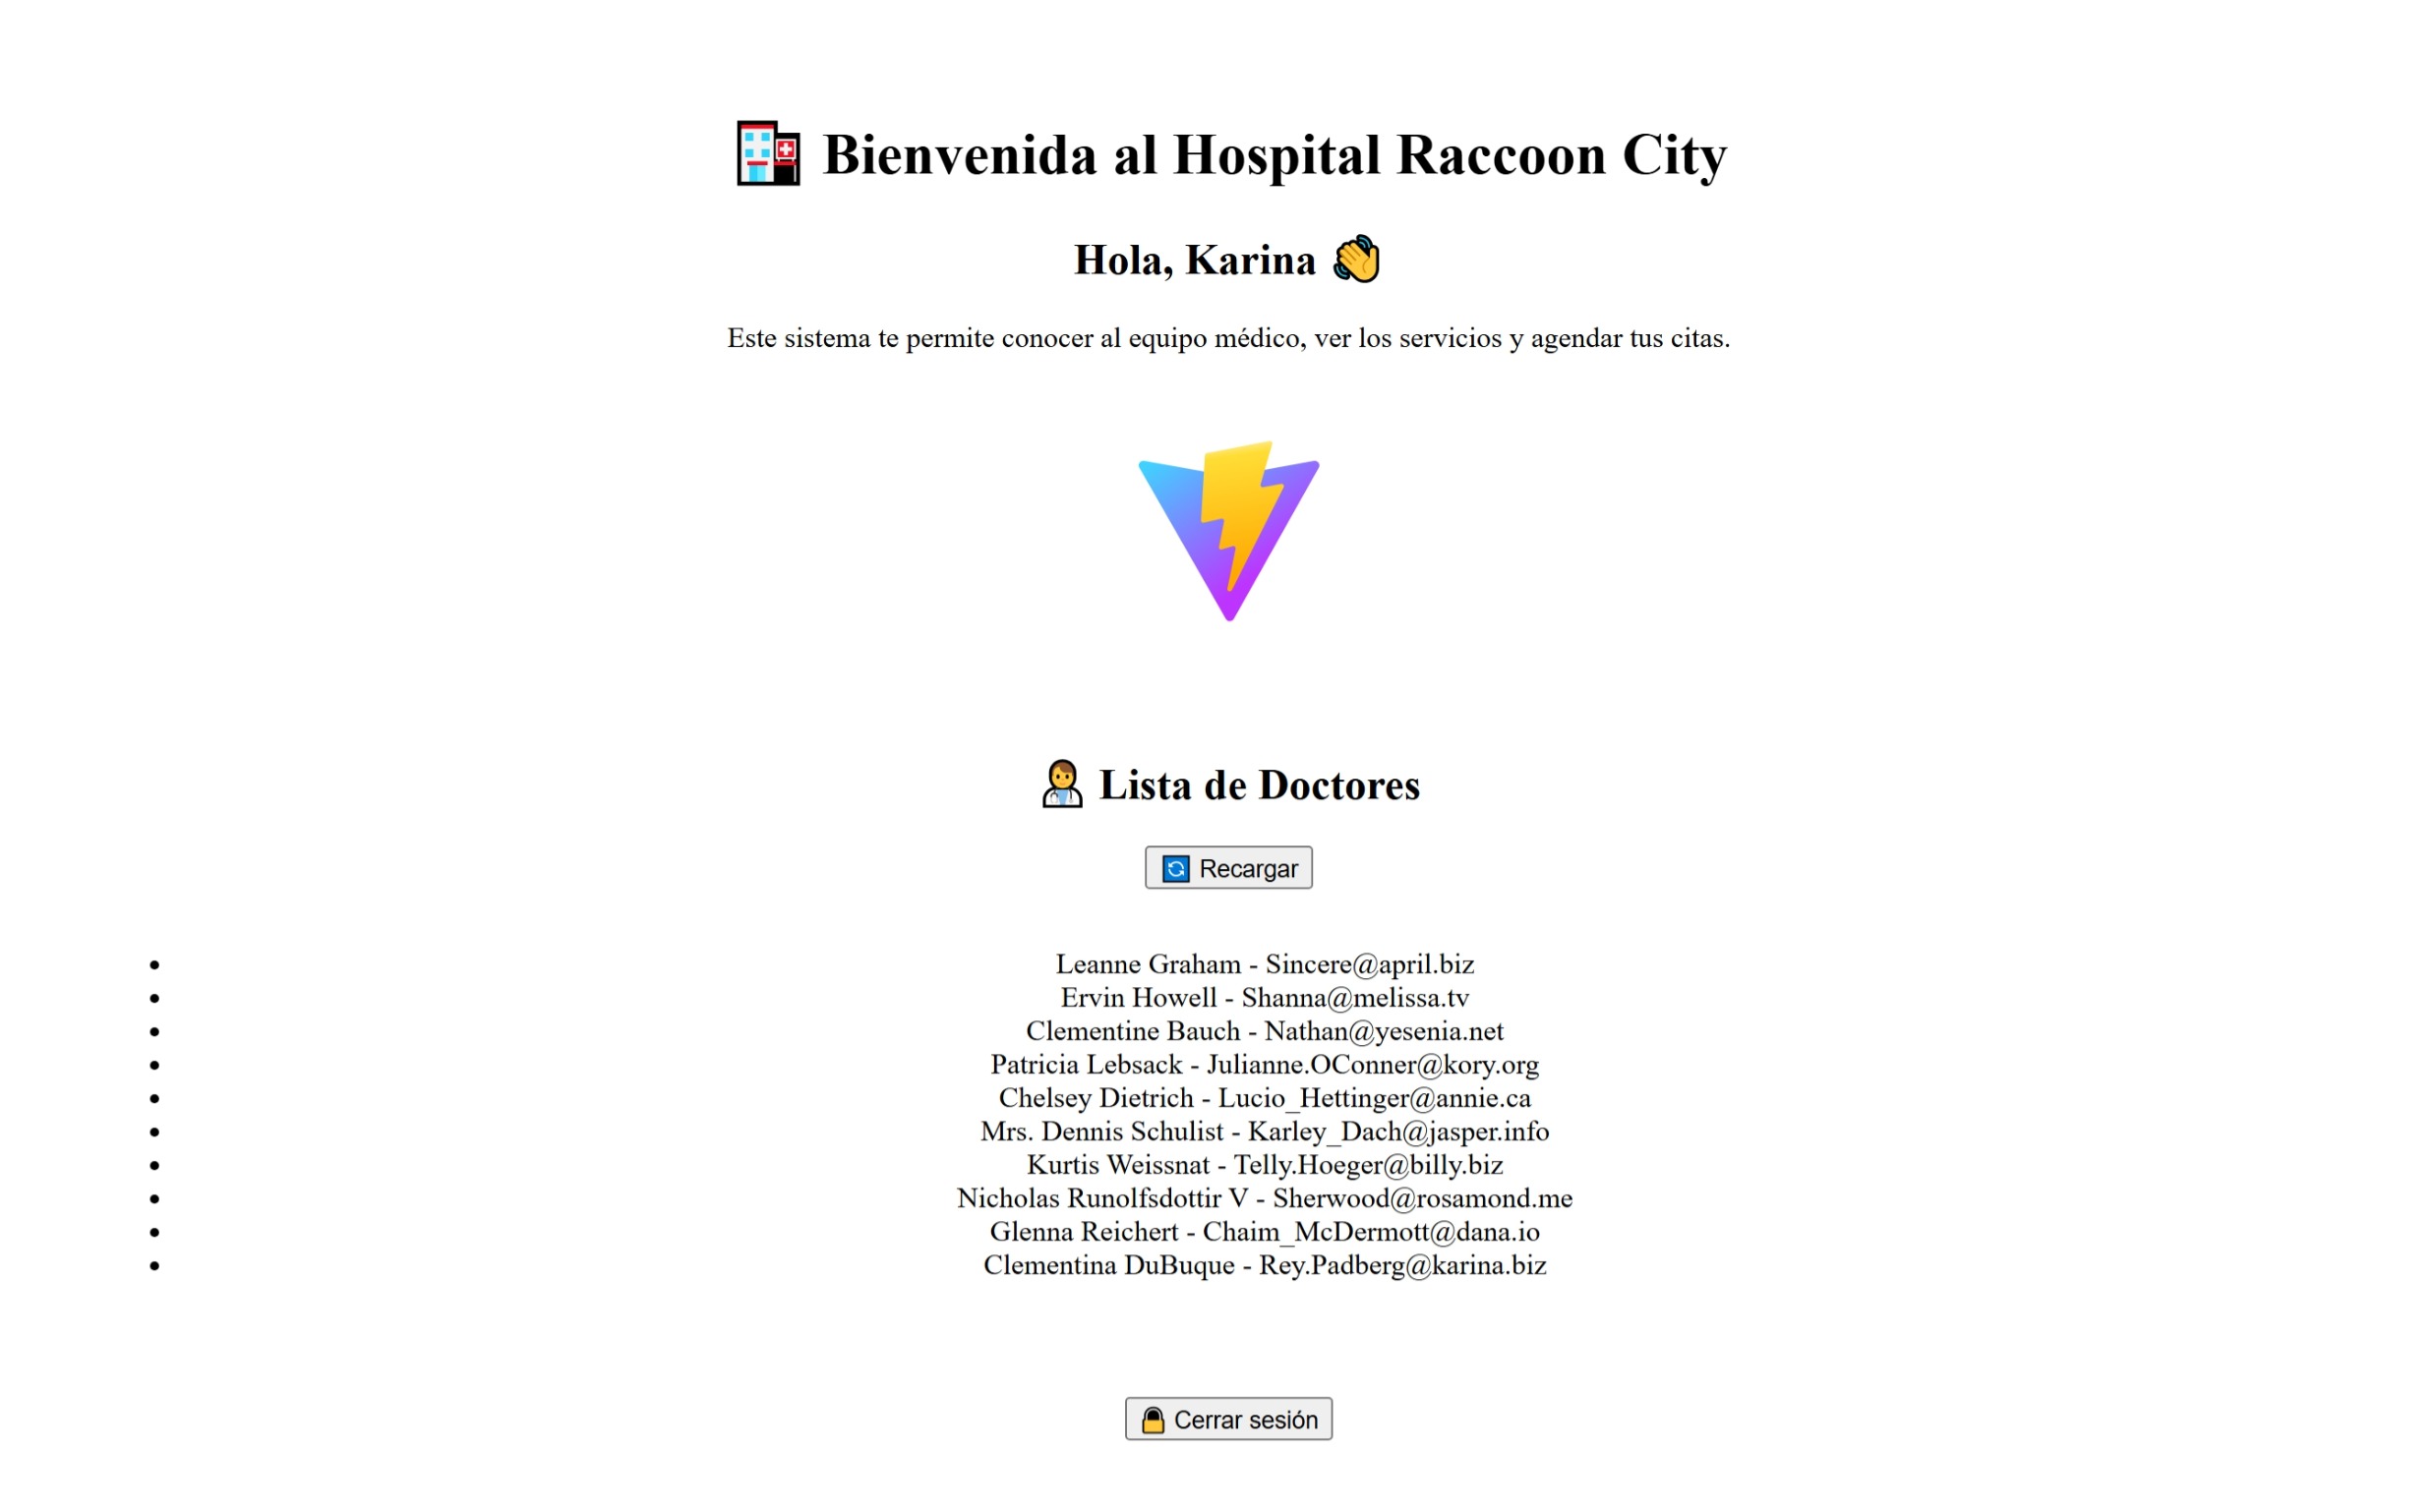 🏥 Bienvenida al Hospital Raccoon City
Hola, Karina 👋
Este sistema te permite conocer al equipo médico, ver los servicios y agendar tus citas.
👨‍⚕️ Lista de Doctores
🔄 Recargar
• Leanne Graham - Sincere@april.biz
• Ervin Howell - Shanna@melissa.tv
• Clementine Bauch - Nathan@yesenia.net
• Patricia Lebsack - Julianne.OConner@kory.org
• Chelsey Dietrich - Lucio_Hettinger@annie.ca
• Mrs. Dennis Schulist - Karley_Dach@jasper.info
• Kurtis Weissnat - Telly.Hoeger@billy.biz
• Nicholas Runolfsdottir V - Sherwood@rosamond.me
• Glenna Reichert - Chaim_McDermott@dana.io
• Clementina DuBuque - Rey.Padberg@karina.biz
🔒 Cerrar sesión